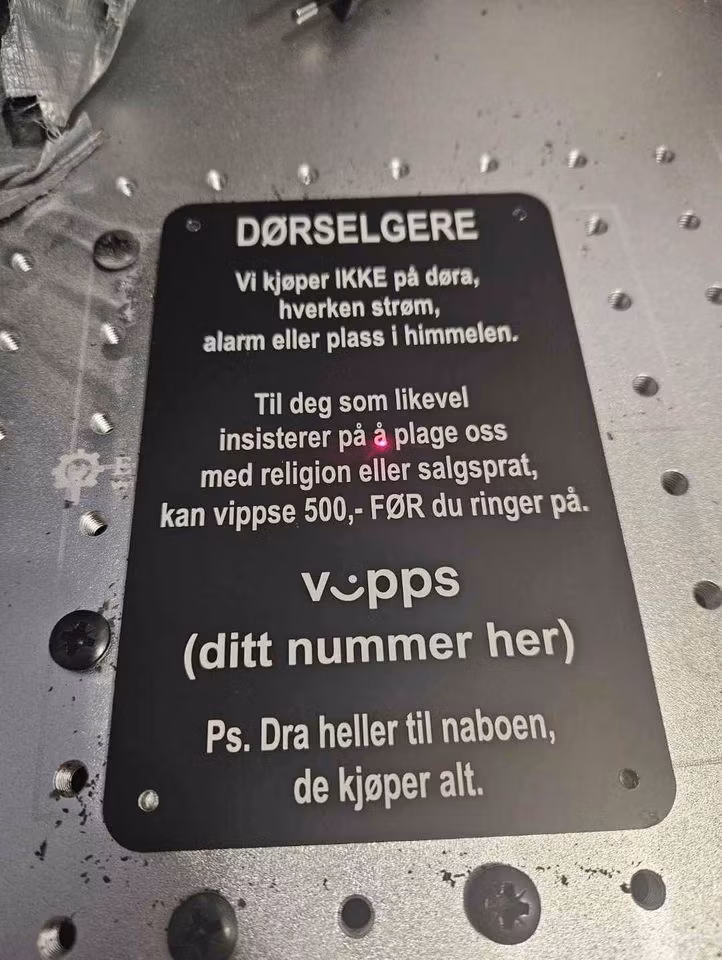 DØRSELGERE
Vi kjøper IKKE på døra,
hverken strøm,
alarm eller plass i himmelen.
Til deg som likevel
insisterer på å plage oss
med religion eller salgsprat,
kan vippse 500,- FØR du ringer på.
vipps
(ditt nummer her)
Ps. Dra heller til naboen,
de kjøper alt.